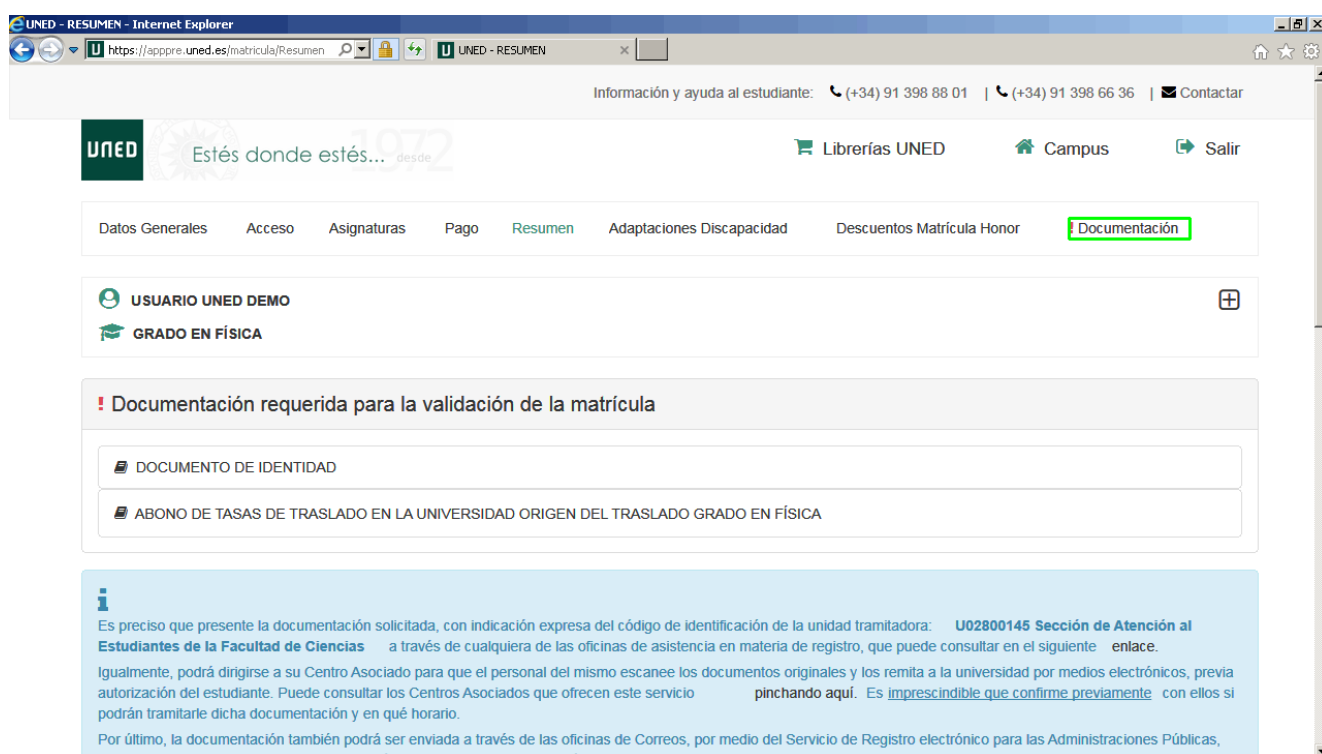 UNED - RESUMEN - Internet Explorer
https://apppre.uned.es/matricula/Resumen
UNED - RESUMEN
Información y ayuda al estudiante: (+34) 91 398 88 01 | (+34) 91 398 66 36 | Contactar
UNED Estés donde estés... desde 1972 Librerías UNED Campus Salir
Datos Generales Acceso Asignaturas Pago Resumen Adaptaciones Discapacidad Descuentos Matrícula Honor ! Documentación
USUARIO UNED DEMO
GRADO EN FÍSICA
! Documentación requerida para la validación de la matrícula
DOCUMENTO DE IDENTIDAD
ABONO DE TASAS DE TRASLADO EN LA UNIVERSIDAD ORIGEN DEL TRASLADO GRADO EN FÍSICA
Es preciso que presente la documentación solicitada, con indicación expresa del código de identificación de la unidad tramitadora: U02800145 Sección de Atención al
Estudiantes de la Facultad de Ciencias a través de cualquiera de las oficinas de asistencia en materia de registro, que puede consultar en el siguiente enlace.
Igualmente, podrá dirigirse a su Centro Asociado para que el personal del mismo escanee los documentos originales y los remita a la universidad por medios electrónicos, previa
autorización del estudiante. Puede consultar los Centros Asociados que ofrecen este servicio pinchando aquí. Es imprescindible que confirme previamente con ellos si
podrán tramitarle dicha documentación y en qué horario.
Por último, la documentación también podrá ser enviada a través de las oficinas de Correos, por medio del Servicio de Registro electrónico para las Administraciones Públicas,